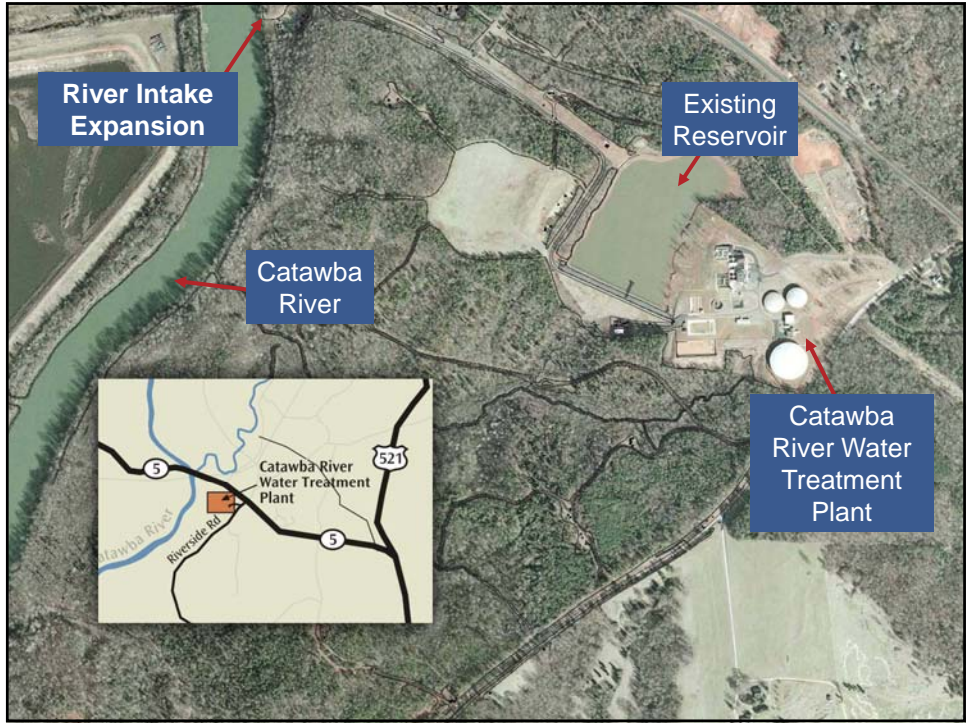 River Intake
Expansion
Existing
Reservoir
Catawba
River
Catawba
River Water
Treatment
Plant
5
521
Catawba River
Water Treatment
Plant
Catawba River
Riverside Rd
5